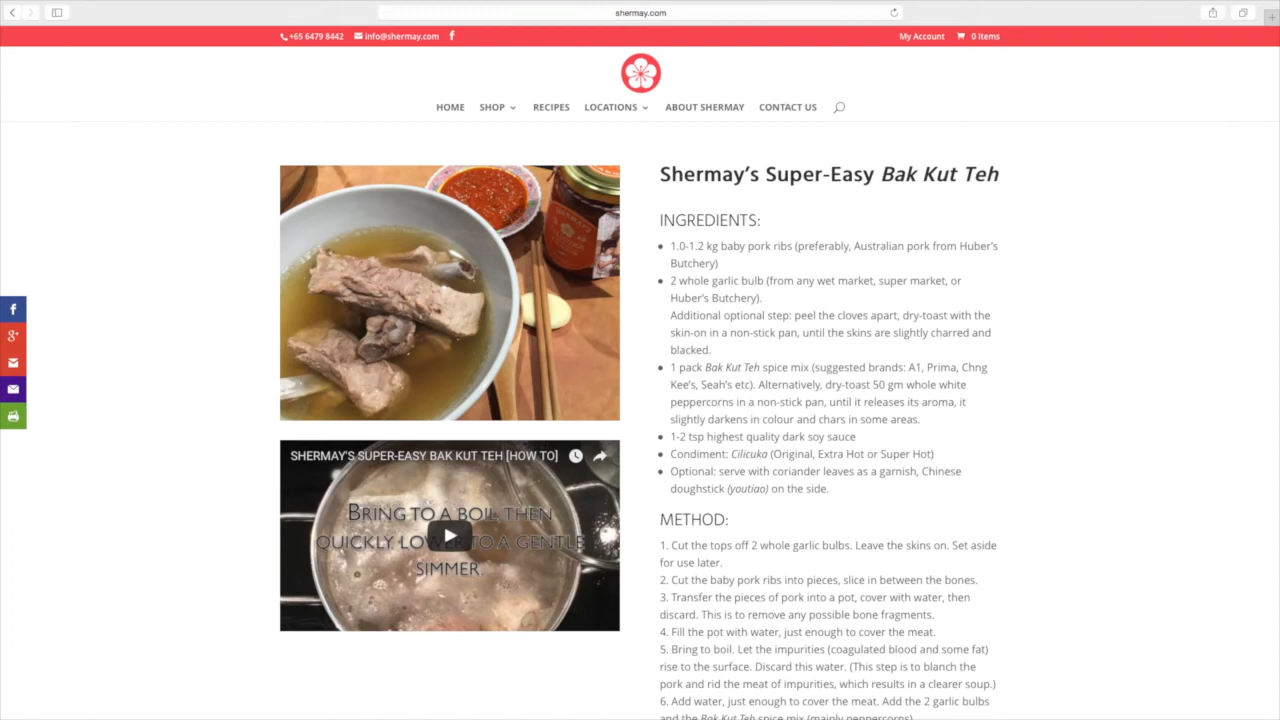 shermay.com
+65 6479 8442 info@shermay.com
My Account 0 Items
HOME SHOP RECIPES LOCATIONS ABOUT SHERMAY CONTACT US
SHERMAY'S SUPER-EASY BAK KUT TEH [HOW TO]
BRING TO A BOIL, THEN
QUICKLY LOWER TO A GENTLE
SIMMER.
Shermay’s Super-Easy Bak Kut Teh
INGREDIENTS:
1.0-1.2 kg baby pork ribs (preferably, Australian pork from Huber’s
Butchery)
2 whole garlic bulb (from any wet market, super market, or
Huber’s Butchery).
Additional optional step: peel the cloves apart, dry-toast with the
skin-on in a non-stick pan, until the skins are slightly charred and
blacked.
1 pack Bak Kut Teh spice mix (suggested brands: A1, Prima, Chng
Kee’s, Seah’s etc). Alternatively, dry-toast 50 gm whole white
peppercorns in a non-stick pan, until it releases its aroma, it
slightly darkens in colour and chars in some areas.
1-2 tsp highest quality dark soy sauce
Condiment: Cilicuka (Original, Extra Hot or Super Hot)
Optional: serve with coriander leaves as a garnish, Chinese
doughstick (youtiao) on the side.
METHOD:
1. Cut the tops off 2 whole garlic bulbs. Leave the skins on. Set aside
for use later.
2. Cut the baby pork ribs into pieces, slice in between the bones.
3. Transfer the pieces of pork into a pot, cover with water, then
discard. This is to remove any possible bone fragments.
4. Fill the pot with water, just enough to cover the meat.
5. Bring to boil. Let the impurities (coagulated blood and some fat)
rise to the surface. Discard this water. (This step is to blanch the
pork and rid the meat of impurities, which results in a clearer soup.)
6. Add water, just enough to cover the meat. Add the 2 garlic bulbs
and the Bak Kut Teh spice mix (mainly peppercorns)